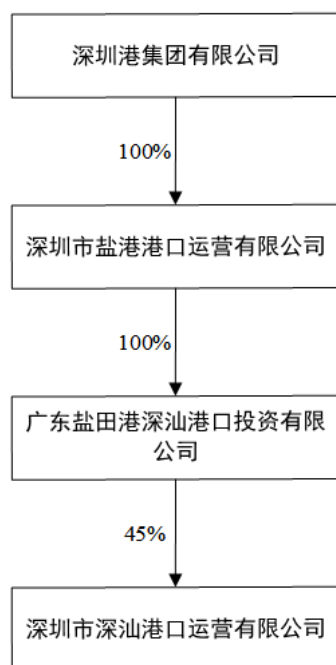 深圳港集团有限公司
100%
深圳市盐港港口运营有限公司
100%
广东盐田港深汕港口投资有限
公司
45%
深圳市深汕港口运营有限公司